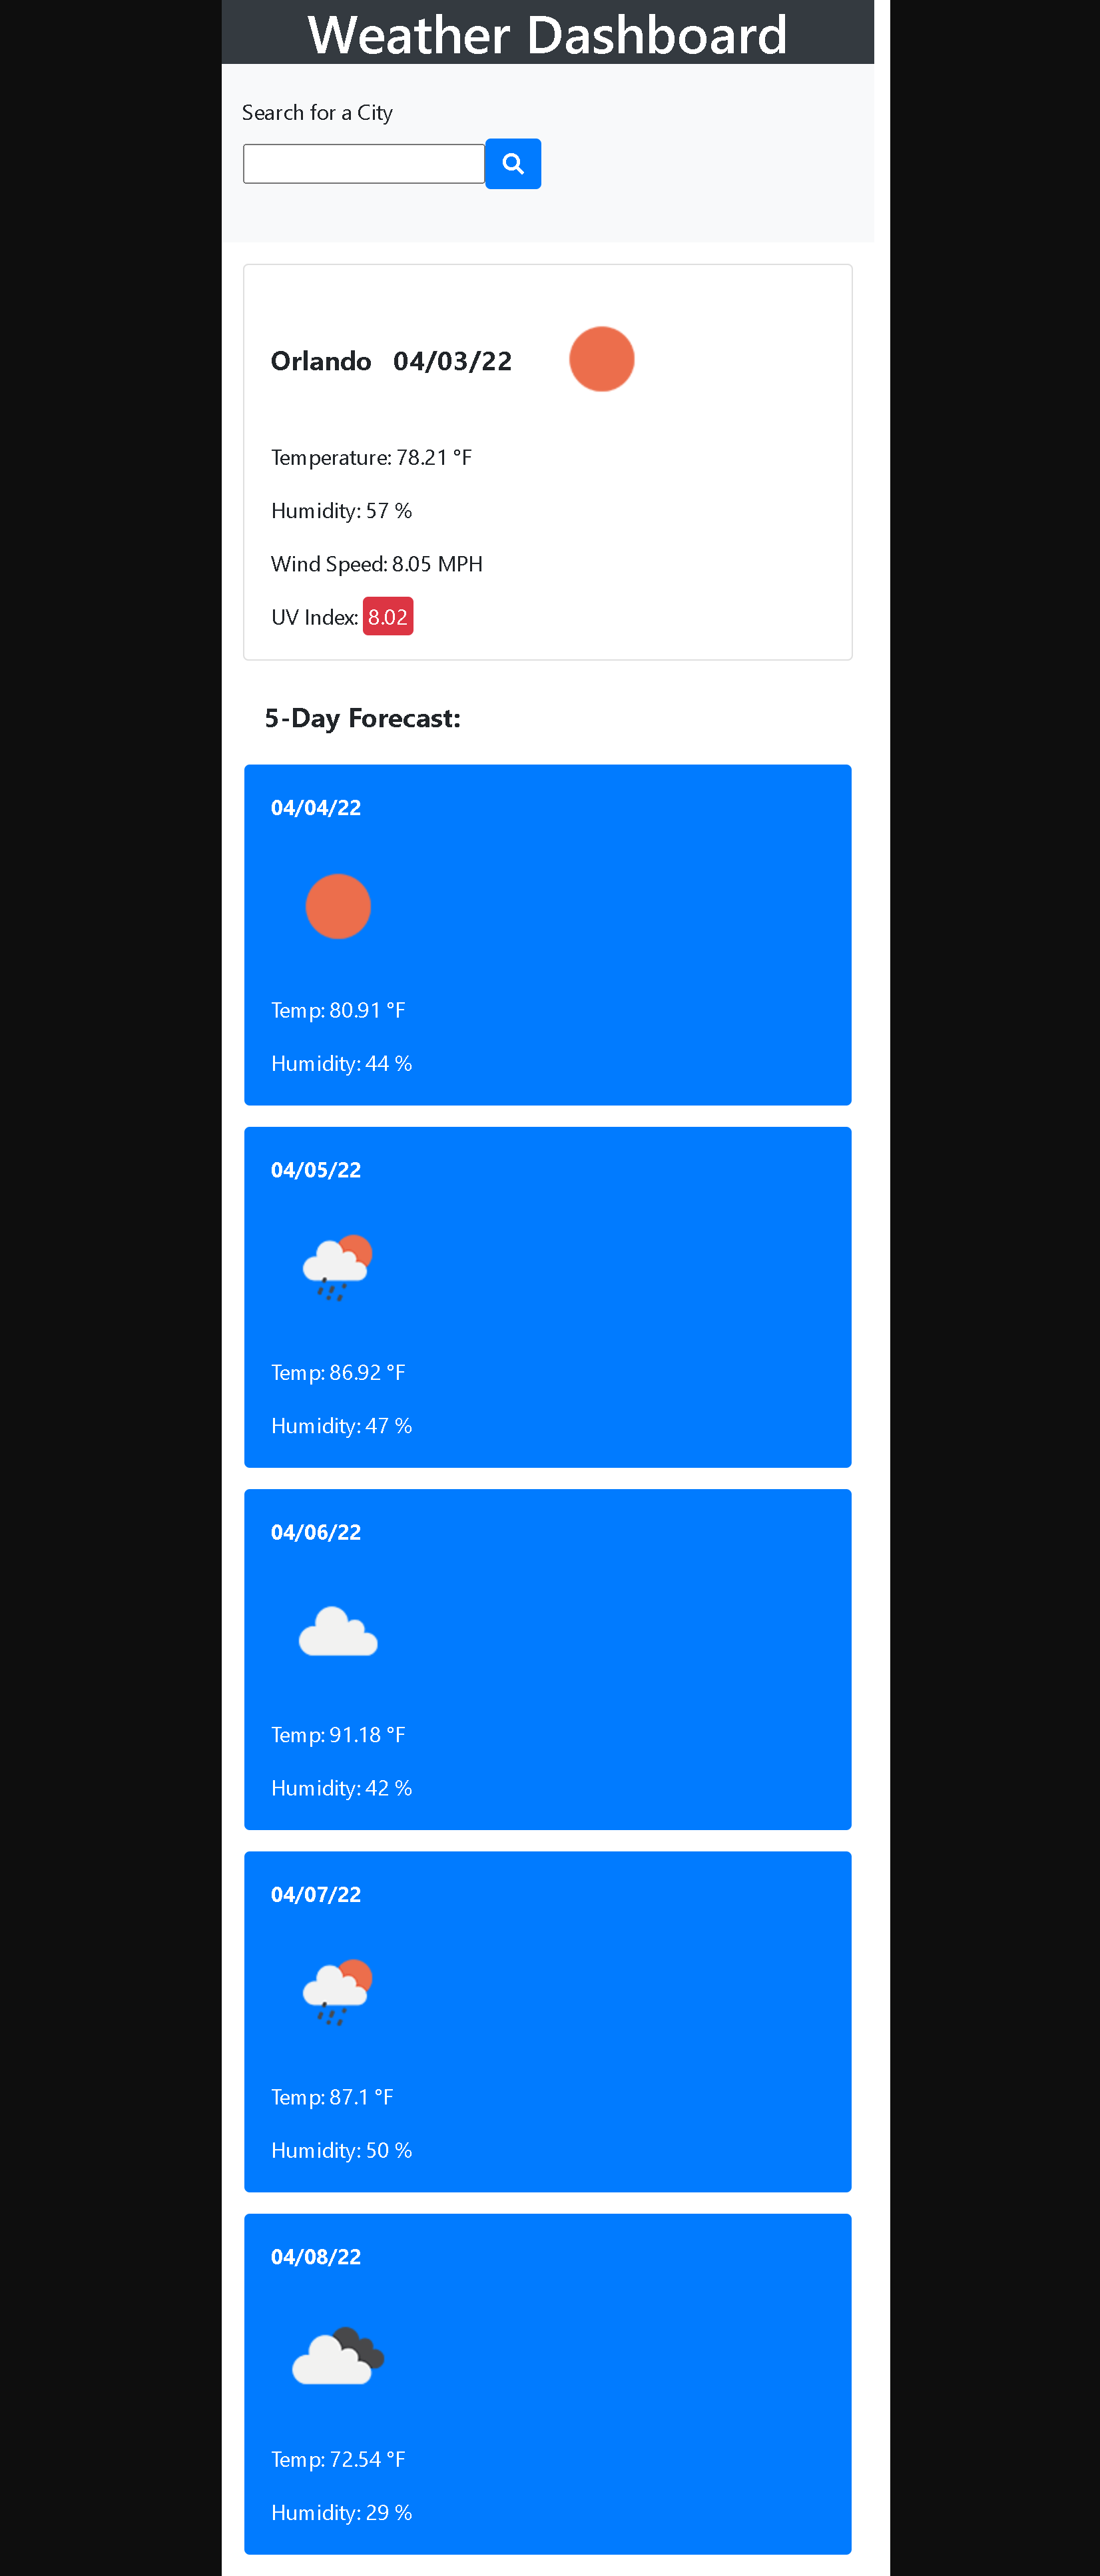 Weather Dashboard
Search for a City
Orlando 04/03/22
Temperature: 78.21 °F
Humidity: 57 %
Wind Speed: 8.05 MPH
UV Index: 8.02
5-Day Forecast:
04/04/22
Temp: 80.91 °F
Humidity: 44 %
04/05/22
Temp: 86.92 °F
Humidity: 47 %
04/06/22
Temp: 91.18 °F
Humidity: 42 %
04/07/22
Temp: 87.1 °F
Humidity: 50 %
04/08/22
Temp: 72.54 °F
Humidity: 29 %